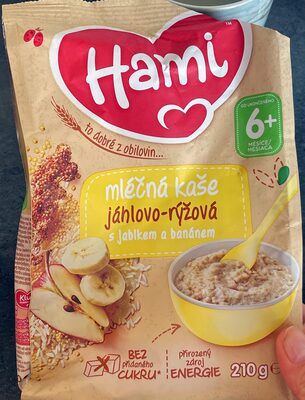 Hami
TM
to dobré z obilovin...
OD UKONČENÉHO
6+
MĚSÍCE/
MESIACA
mléčná kaše
jáhlovo-rýžová
s jablkem a banánem
BEZ
přidaného
CUKRU*
přirozený
zdroj
ENERGIE
210 g e